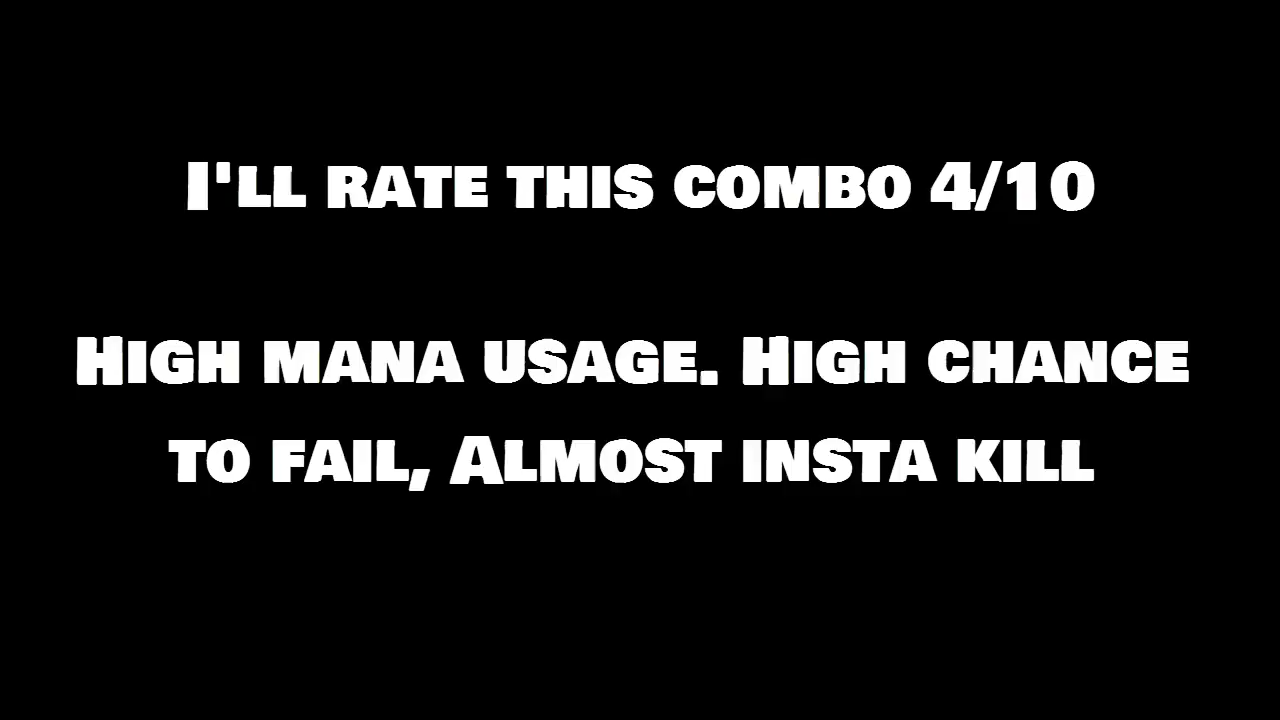 I'll rate this combo 4/10
High mana usage. High chance
to fail, Almost insta kill